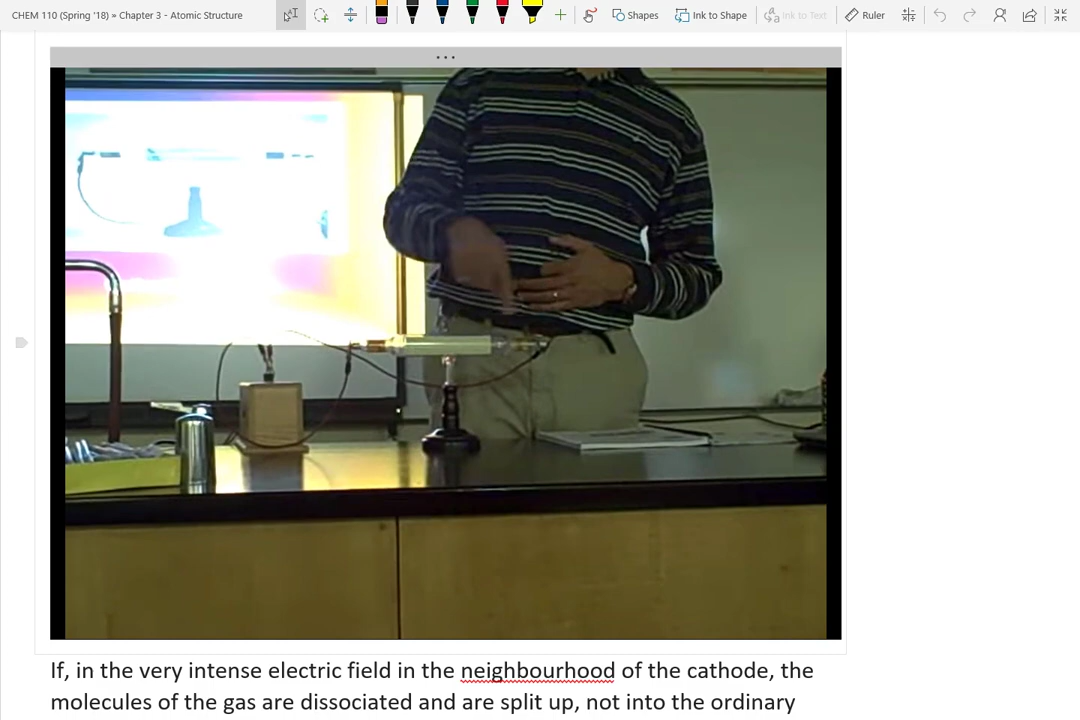 CHEM 110 (Spring '18) » Chapter 3 - Atomic Structure
Shapes
Ink to Shape
Ink to Text
Ruler
If, in the very intense electric field in the neighbourhood of the cathode, the
molecules of the gas are dissociated and are split up, not into the ordinary